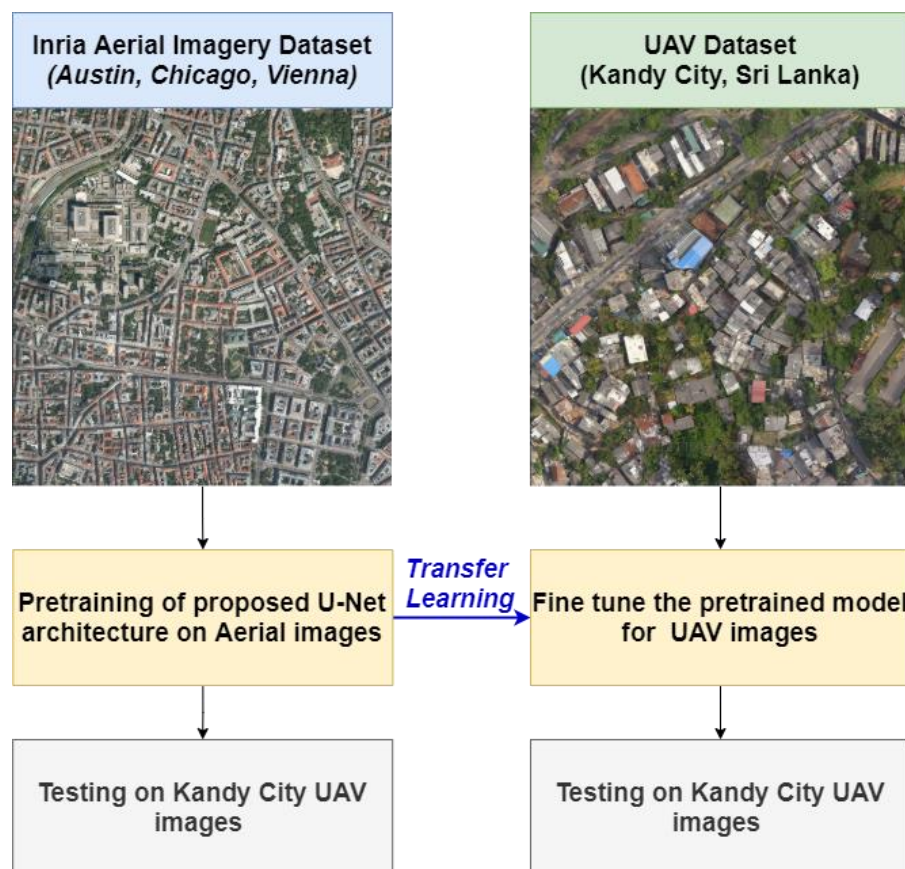 Inria Aerial Imagery Dataset
(Austin, Chicago, Vienna)
UAV Dataset
(Kandy City, Sri Lanka)
Pretraining of proposed U-Net
architecture on Aerial images
Transfer
Learning
Fine tune the pretrained model
for UAV images
Testing on Kandy City UAV
images
Testing on Kandy City UAV
images